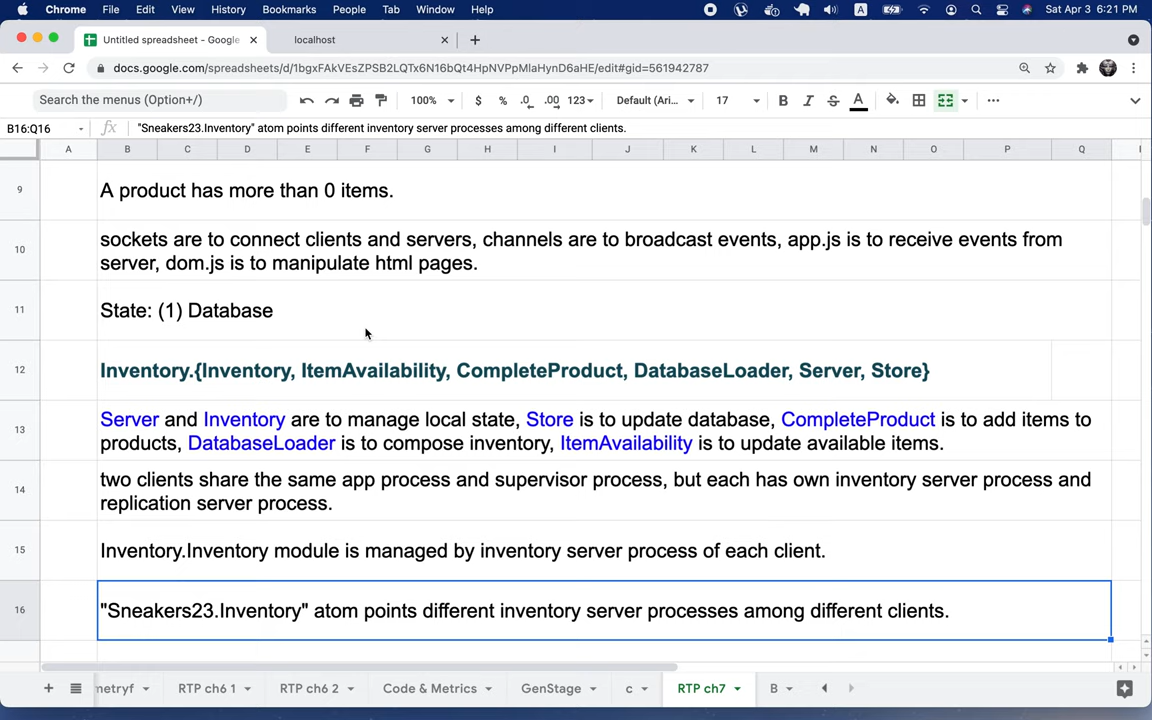 Chrome File Edit View History Bookmarks People Tab Window Help A Sat Apr 3 6:21 PM
Untitled spreadsheet - Google localhost
docs.google.com/spreadsheets/d/1bgxFAkVEsZPSB2LQTx6N16bQt4HpNVPpMlaHynD6aHE/edit#gid=561942787
Search the menus (Option+/) 100% $ % .0 .00 123 Default (Ari... 17 B I S A
B16:Q16 fx "Sneakers23.Inventory" atom points different inventory server processes among different clients.
A B C D E F G H I J K L M N O P Q
9 A product has more than 0 items.
10 sockets are to connect clients and servers, channels are to broadcast events, app.js is to receive events from
server, dom.js is to manipulate html pages.
11 State: (1) Database
12 Inventory.{Inventory, ItemAvailability, CompleteProduct, DatabaseLoader, Server, Store}
13 Server and Inventory are to manage local state, Store is to update database, CompleteProduct is to add items to
products, DatabaseLoader is to compose inventory, ItemAvailability is to update available items.
14 two clients share the same app process and supervisor process, but each has own inventory server process and
replication server process.
15 Inventory.Inventory module is managed by inventory server process of each client.
16 "Sneakers23.Inventory" atom points different inventory server processes among different clients.
metryf RTP ch6 1 RTP ch6 2 Code & Metrics GenStage c RTP ch7 B